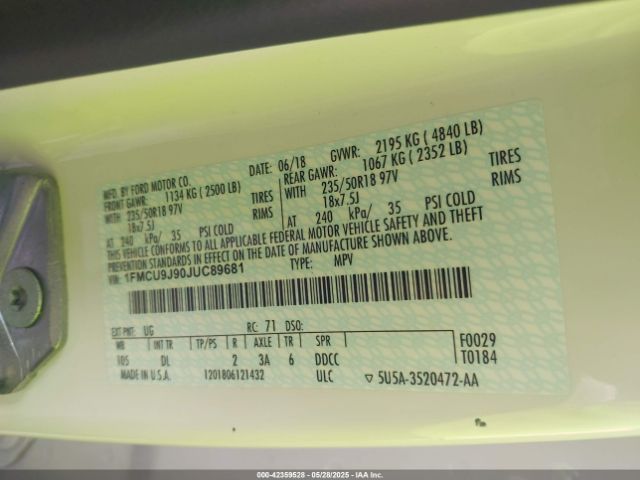 MFD. BY FORD MOTOR CO.
DATE: 06/18 GVWR: 2195 KG ( 4840 LB)
FRONT GAWR: 1134 KG ( 2500 LB)
REAR GAWR: 1067 KG ( 2352 LB)
WITH 235/50R18 97V TIRES
WITH 235/50R18 97V TIRES
18x7.5J RIMS
18x7.5J RIMS
AT 240 kPa/ 35 PSI COLD
AT 240 kPa/ 35 PSI COLD
THIS VEHICLE CONFORMS TO ALL APPLICABLE FEDERAL MOTOR VEHICLE SAFETY AND THEFT
PREVENTION STANDARDS IN EFFECT ON THE DATE OF MANUFACTURE SHOWN ABOVE.
VIN: 1FMCU9J90JUC89681 TYPE: MPV
EXT PNT: UG RC: 71 DSO:
WB INT TR TP/PS R AXLE TR SPR F0029
105 DL 2 3A 6 DDCC T0184
MADE IN U.S.A. 1201806121432 ULC ▽ 5U5A-3520472-AA
000-42359528 - 05/28/2025 - IAA Inc.